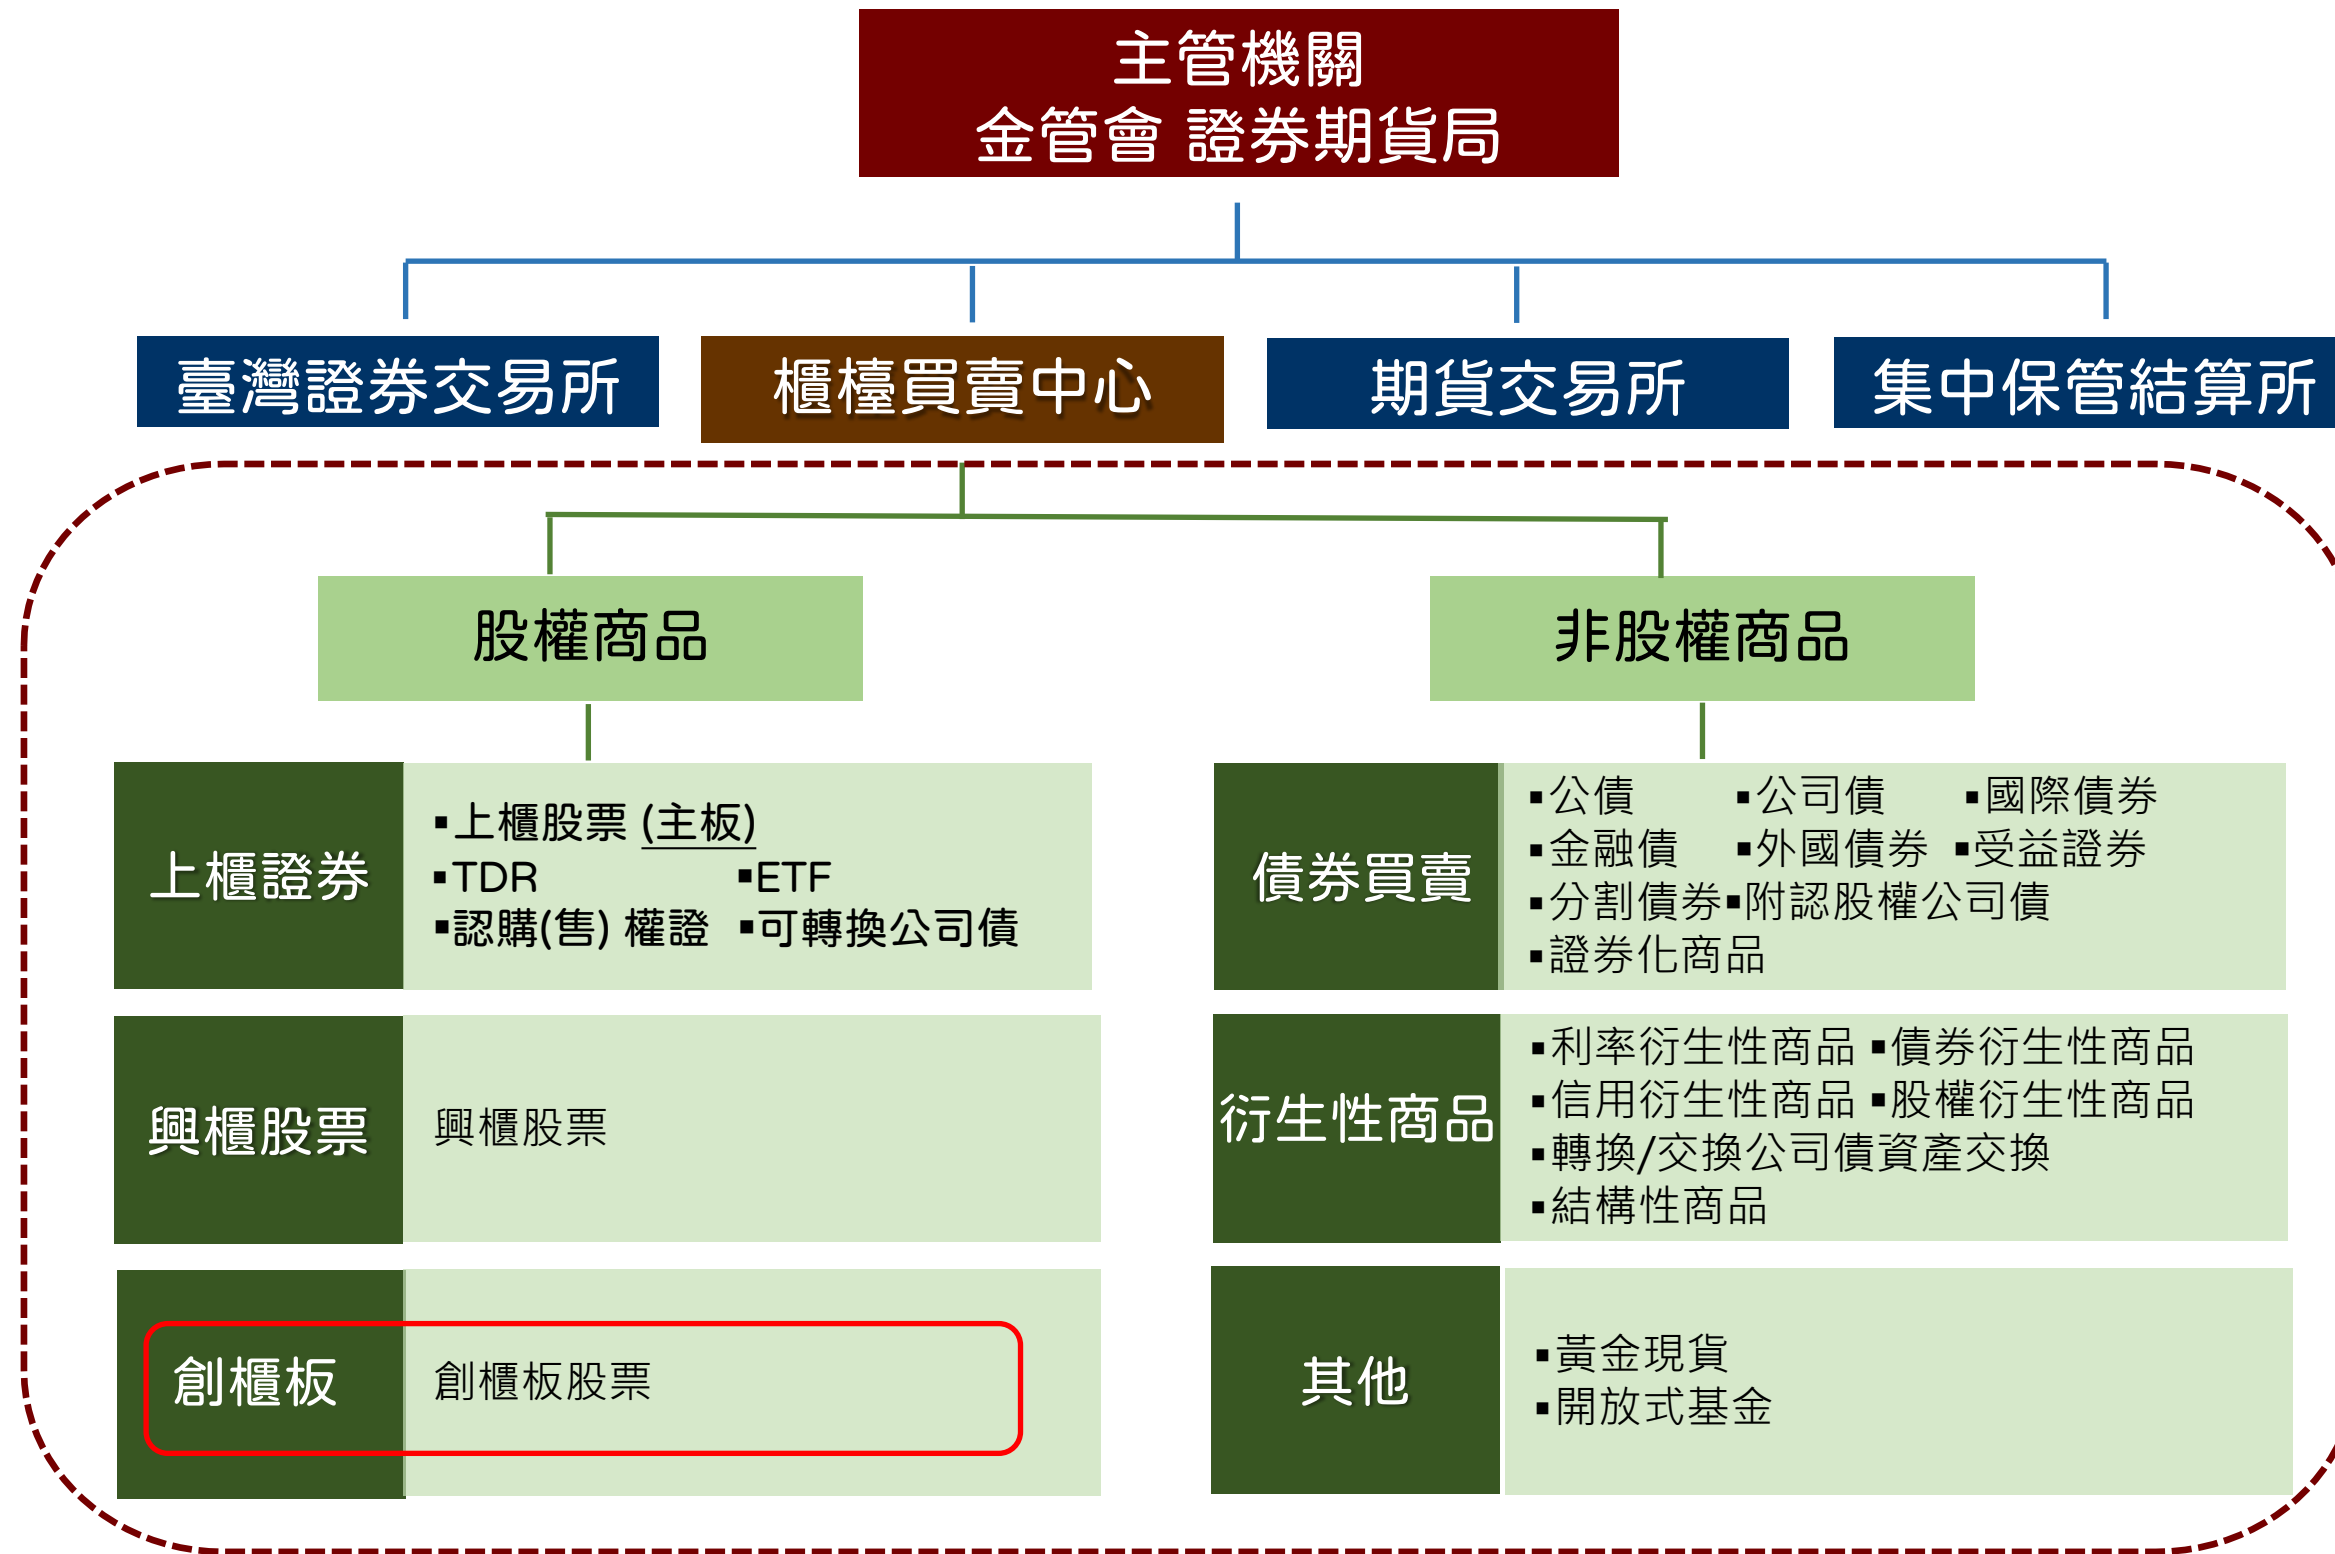 主管機關
金管會 證券期貨局
臺灣證券交易所
櫃檯買賣中心
期貨交易所
集中保管結算所
股權商品
非股權商品
上櫃證券
▪上櫃股票 (主板)
▪TDR ▪ETF
▪認購(售) 權證 ▪可轉換公司債
興櫃股票
興櫃股票
創櫃板
創櫃板股票
債券買賣
▪公債 ▪公司債 ▪國際債券
▪金融債 ▪外國債券 ▪受益證券
▪分割債券▪附認股權公司債
▪證券化商品
衍生性商品
▪利率衍生性商品 ▪債券衍生性商品
▪信用衍生性商品 ▪股權衍生性商品
▪轉換/交換公司債資產交換
▪結構性商品
其他
▪黃金現貨
▪開放式基金